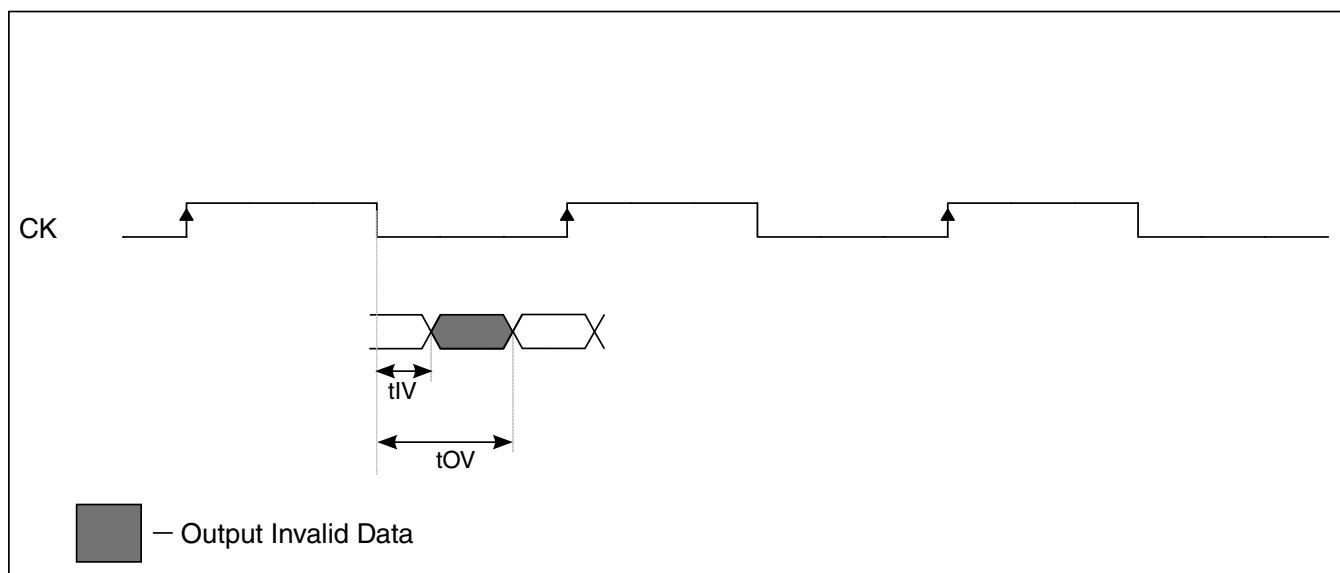 CK
tIV
tOV
— Output Invalid Data